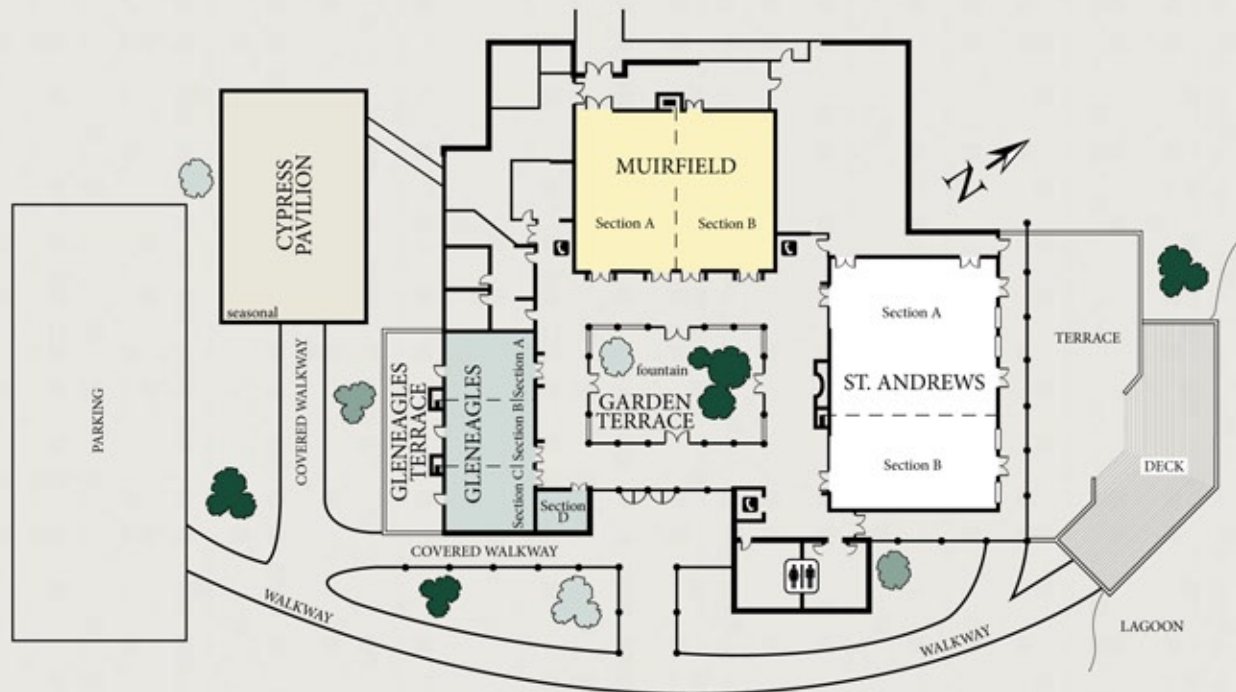 MUIRFIELD
Section A
Section B
CYPRESS
PAVILION
seasonal
N
Section A
ST. ANDREWS
Section B
TERRACE
DECK
LAGOON
fountain
GARDEN
TERRACE
GLENEAGLES
TERRACE
GLENEAGLES
Section A
Section B
Section C
Section D
PARKING
COVERED WALKWAY
COVERED WALKWAY
WALKWAY
WALKWAY